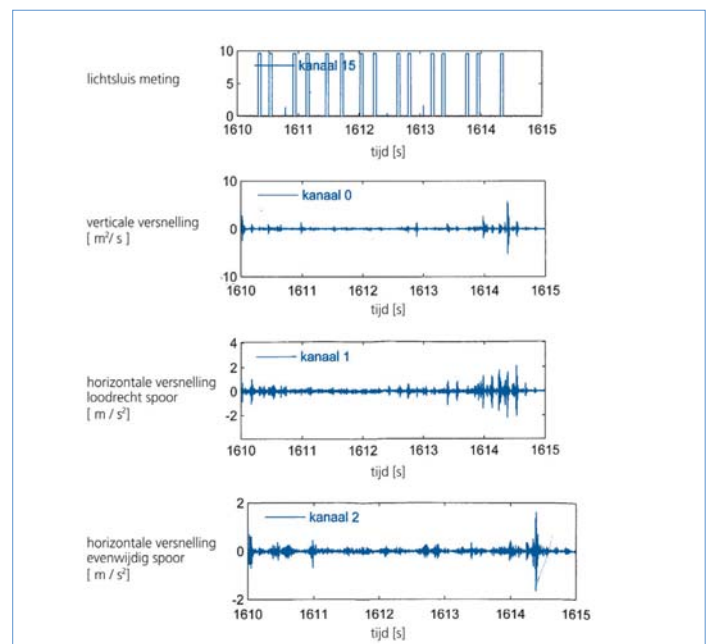 lichtsluis meting
10
5
0
kanaal 15
1610 1611 1612 1613 1614 1615
tijd [s]
verticale versnelling
[ m²/ s ]
10
0
-10
kanaal 0
1610 1611 1612 1613 1614 1615
tijd [s]
horizontale versnelling
loodrecht spoor
[ m / s²]
4
2
0
-2
kanaal 1
1610 1611 1612 1613 1614 1615
tijd [s]
horizontale versnelling
evenwijdig spoor
[ m / s²]
2
0
-2
kanaal 2
1610 1611 1612 1613 1614 1615
tijd [s]